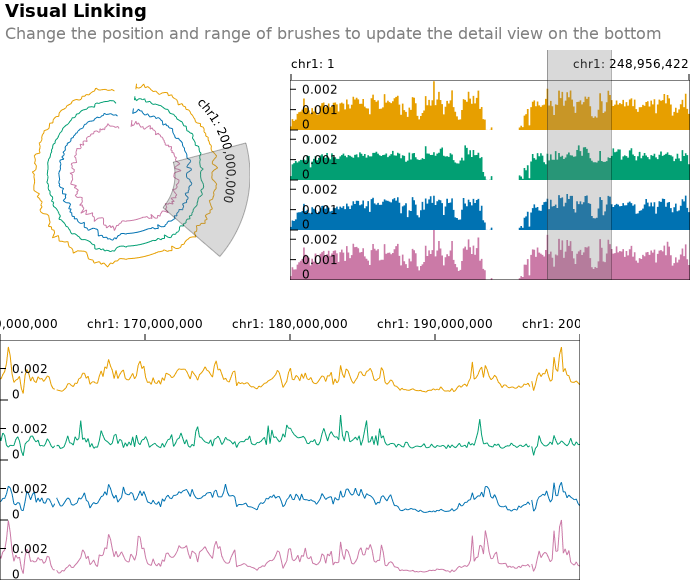 Visual Linking
Change the position and range of brushes to update the detail view on the bottom
chr1: 1
chr1: 248,956,422
chr1: 200,000,000
0.002
0.001
0
0.002
0.001
0
0.002
0.001
0
0.002
0.001
0
0,000,000
chr1: 170,000,000
chr1: 180,000,000
chr1: 190,000,000
chr1: 200
0.002
0
0.002
0
0.002
0
0.002
0